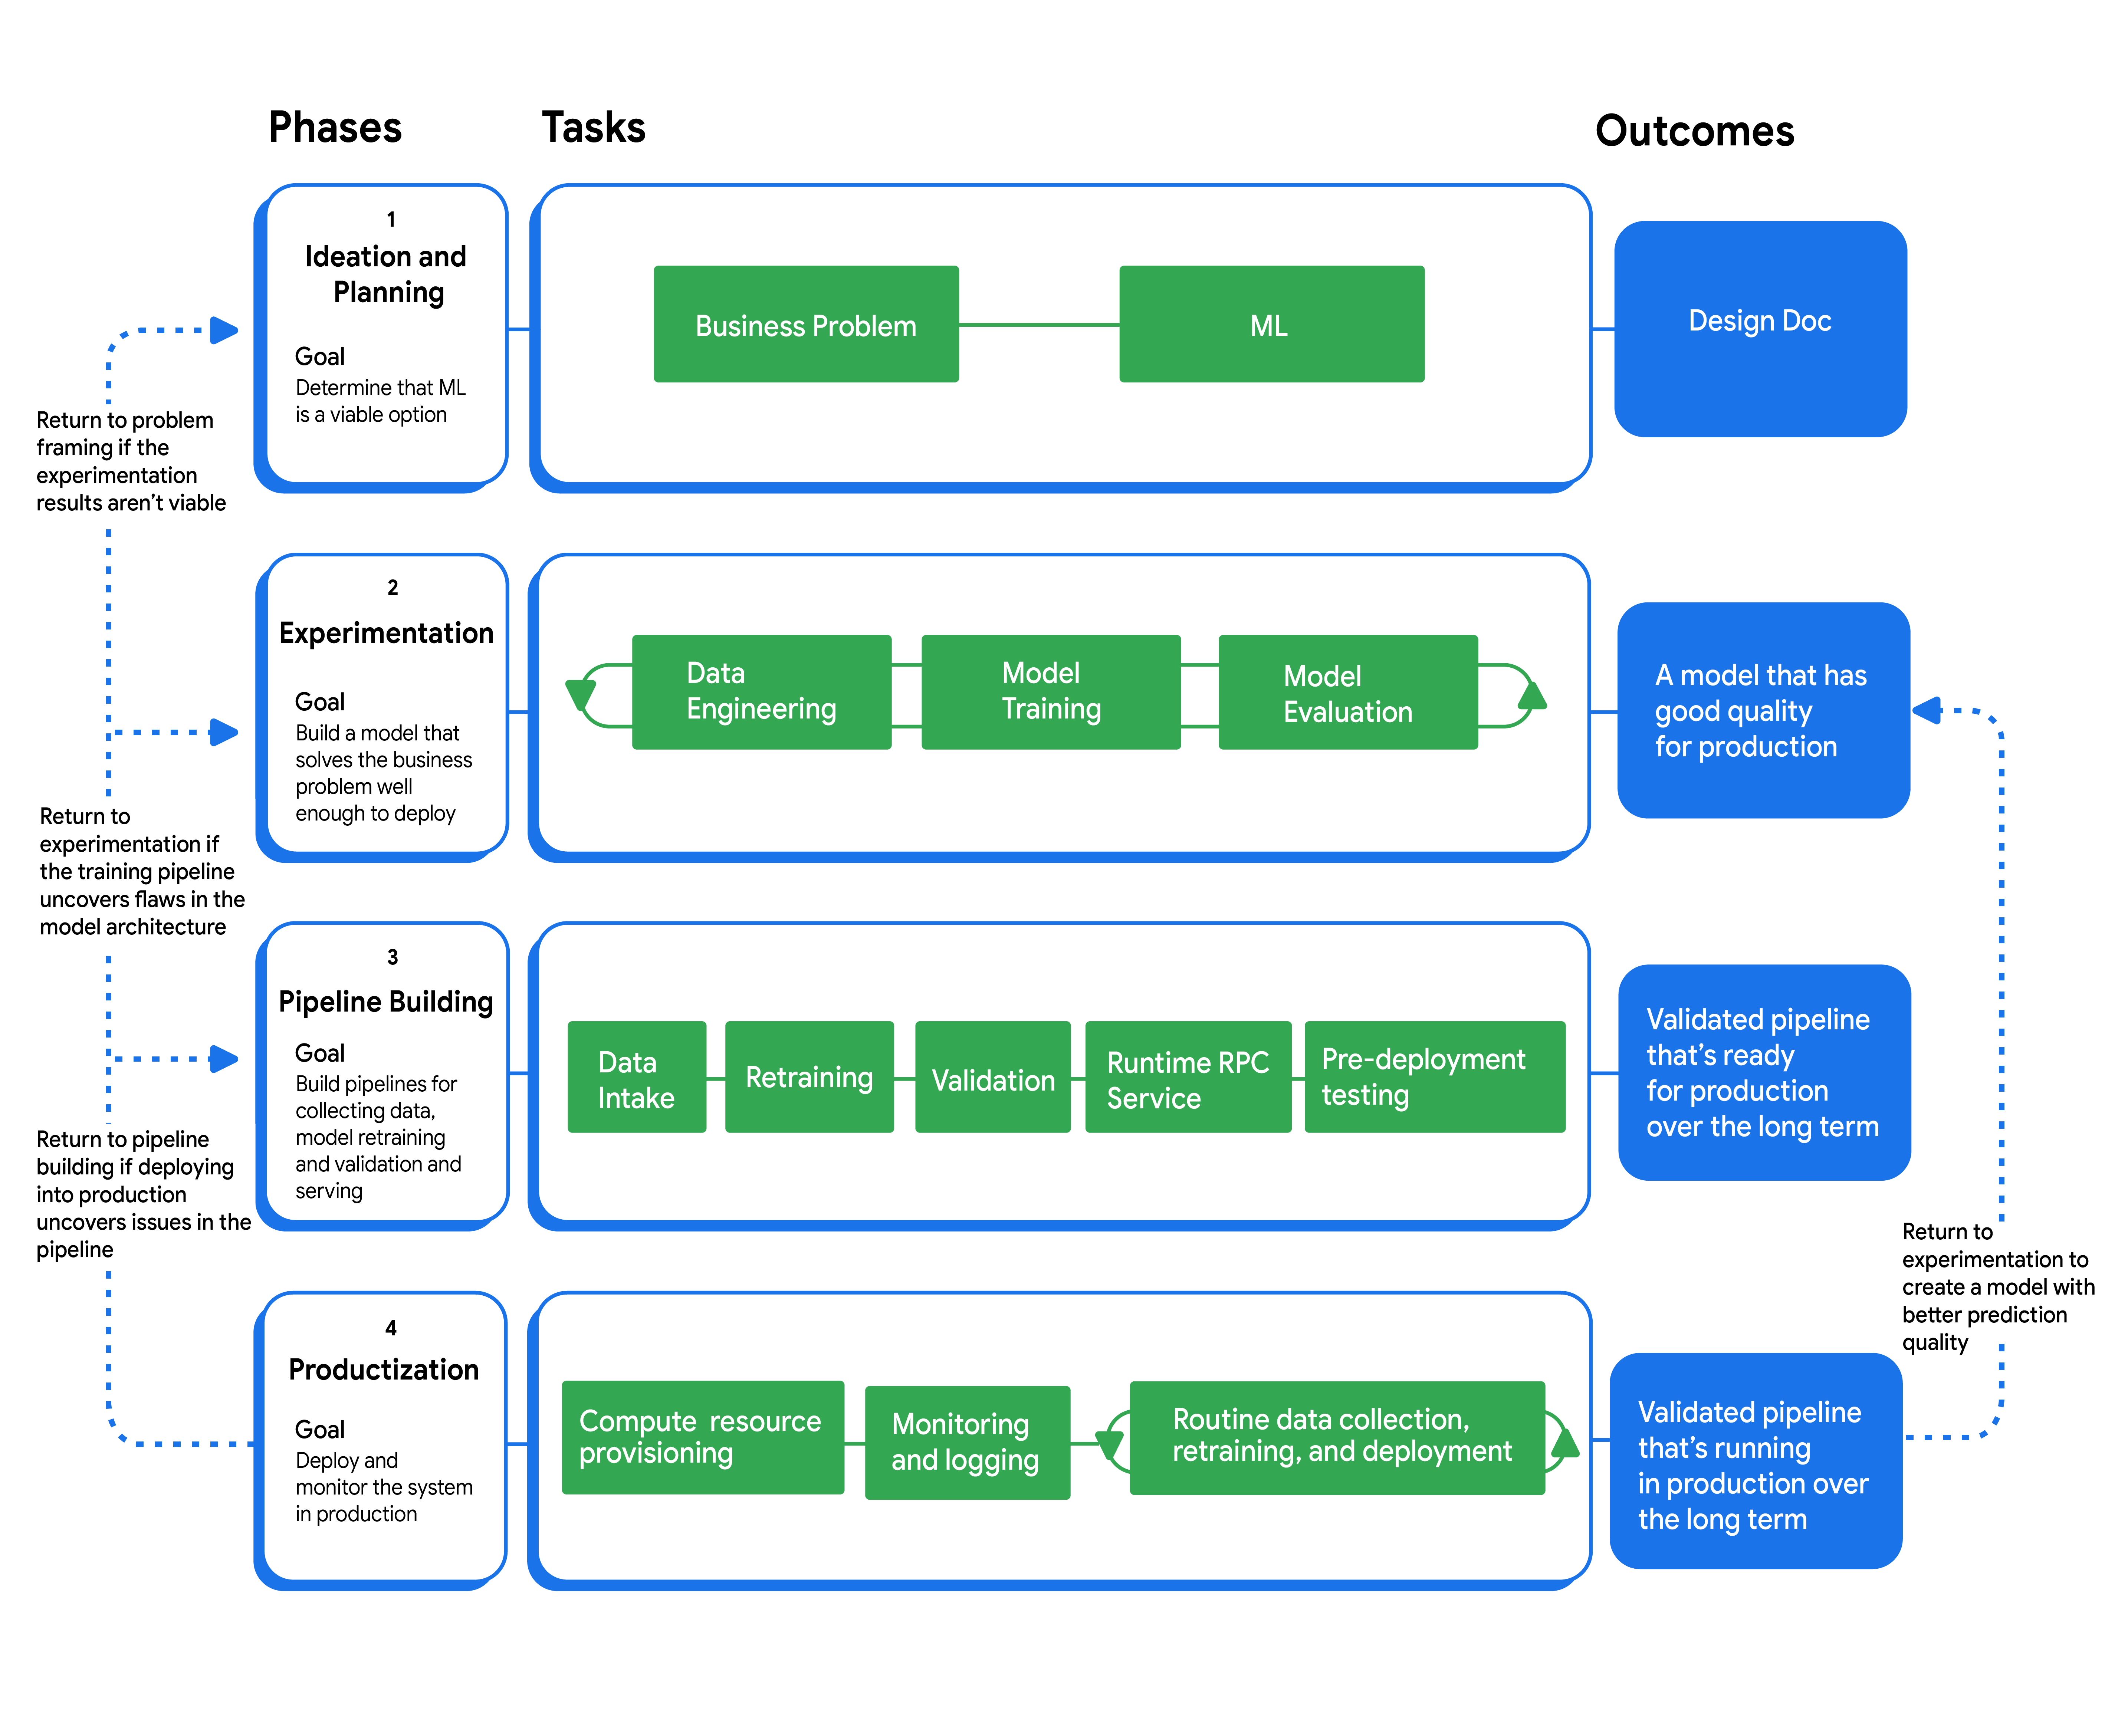 Phases
Tasks
Outcomes
1
Ideation and
Planning
Goal
Determine that ML
is a viable option
Business Problem
ML
Design Doc
Return to problem
framing if the
experimentation
results aren’t viable
2
Experimentation
Goal
Build a model that
solves the business
problem well
enough to deploy
Data
Engineering
Model
Training
Model
Evaluation
A model that has
good quality
for production
Return to
experimentation if
the training pipeline
uncovers flaws in the
model architecture
3
Pipeline Building
Goal
Build pipelines for
collecting data,
model retraining
and validation and
serving
Data
Intake
Retraining
Validation
Runtime RPC
Service
Pre-deployment
testing
Validated pipeline
that’s ready
for production
over the long term
Return to pipeline
building if deploying
into production
uncovers issues in the
pipeline
Return to
experimentation to
create a model with
better prediction
quality
4
Productization
Goal
Deploy and
monitor the system
in production
Compute resource
provisioning
Monitoring
and logging
Routine data collection,
retraining, and deployment
Validated pipeline
that’s running
in production over
the long term